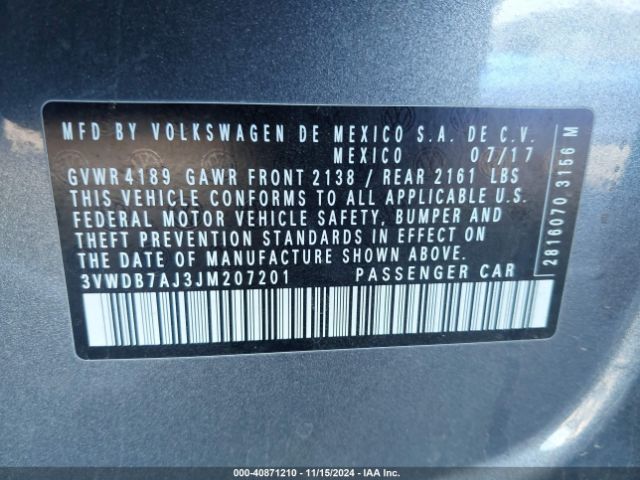 MFD BY VOLKSWAGEN DE MEXICO S.A. DE C.V.
MEXICO 07/17
GVWR 4189 GAWR FRONT 2138 / REAR 2161 LBS
THIS VEHICLE CONFORMS TO ALL APPLICABLE U.S.
FEDERAL MOTOR VEHICLE SAFETY, BUMPER AND
THEFT PREVENTION STANDARDS IN EFFECT ON
THE DATE OF MANUFACTURE SHOWN ABOVE.
3VWDB7AJ3JM207201 PASSENGER CAR
2816070 3156 M
000-40871210 - 11/15/2024 - IAAI.COM